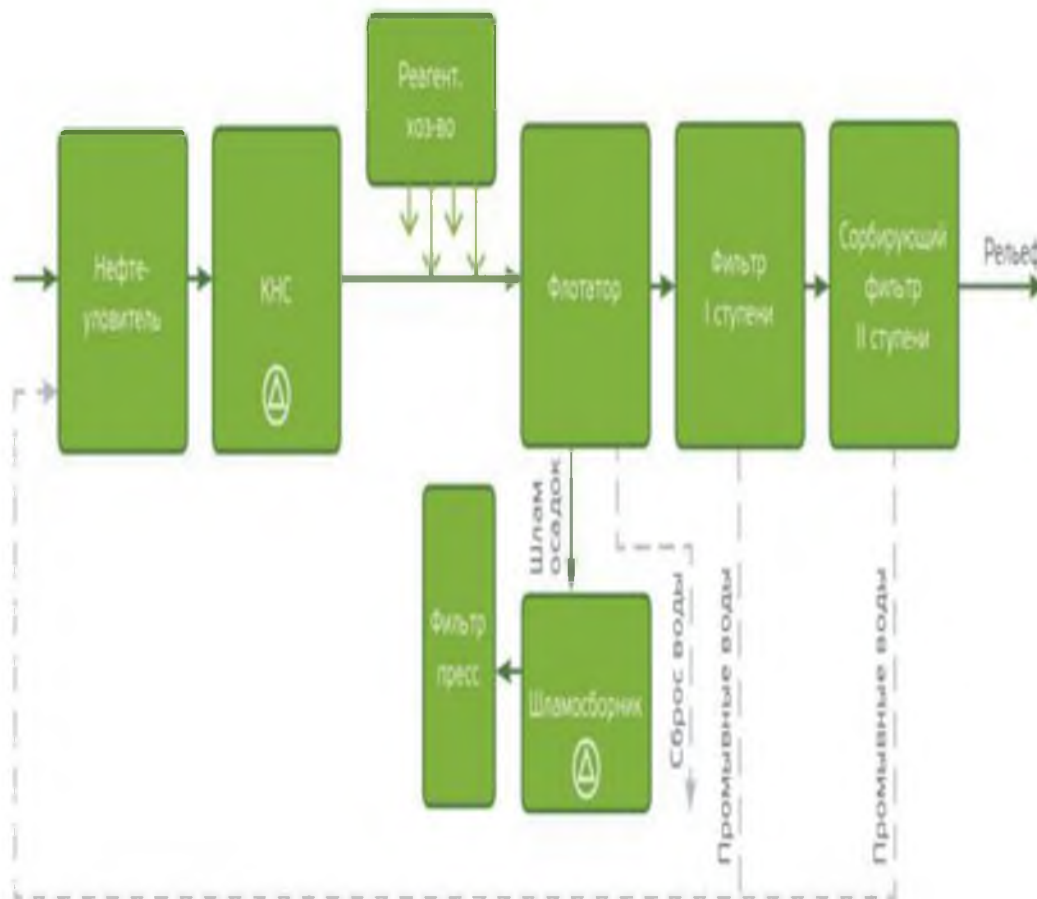 Реагент.
хоз-во
Нефте-
уловитель
КНС
Флотатор
Фильтр
I ступени
Сорбирующий
фильтр
II ступени
Рельеф
Шлам
осадок
Сброс воды
Промывные воды
Промывные воды
Фильтр
пресс
Шламосборник